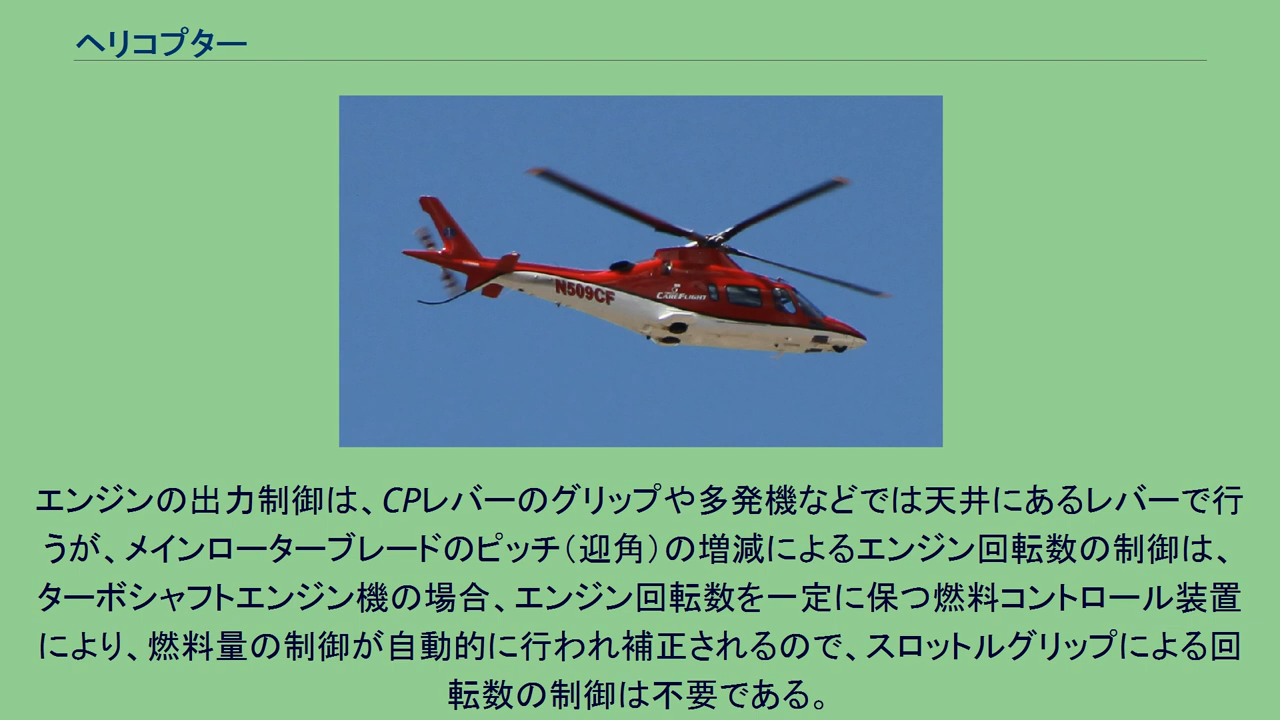 ヘリコプター
N509CF
CAREFLIGHT
エンジンの出力制御は、CPレバーのグリップや多発機などでは天井にあるレバーで行
うが、メインローターブレードのピッチ（迎角）の増減によるエンジン回転数の制御は、
ターボシャフトエンジン機の場合、エンジン回転数を一定に保つ燃料コントロール装置
により、燃料量の制御が自動的に行われ補正されるので、スロットルグリップによる回
転数の制御は不要である。